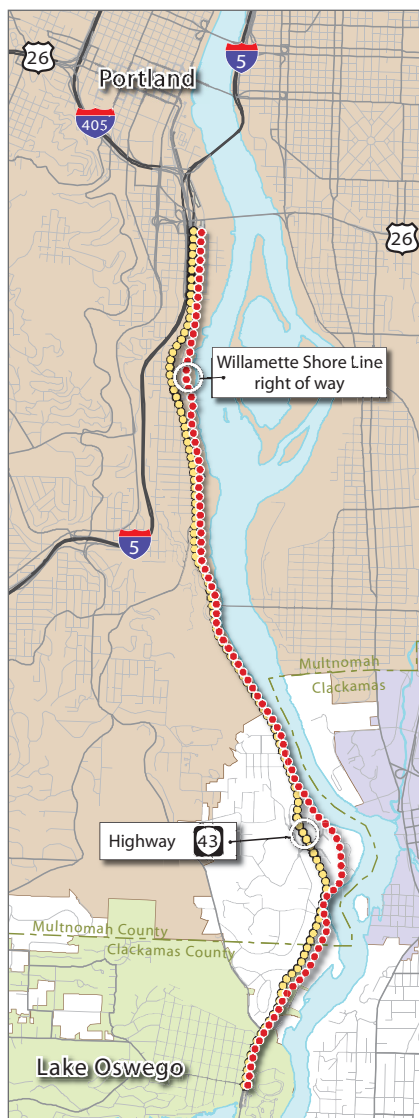 26
Portland
5
405
26
Willamette Shore Line
right of way
5
Multnomah
Clackamas
Highway 43
Multnomah County
Clackamas County
Lake Oswego